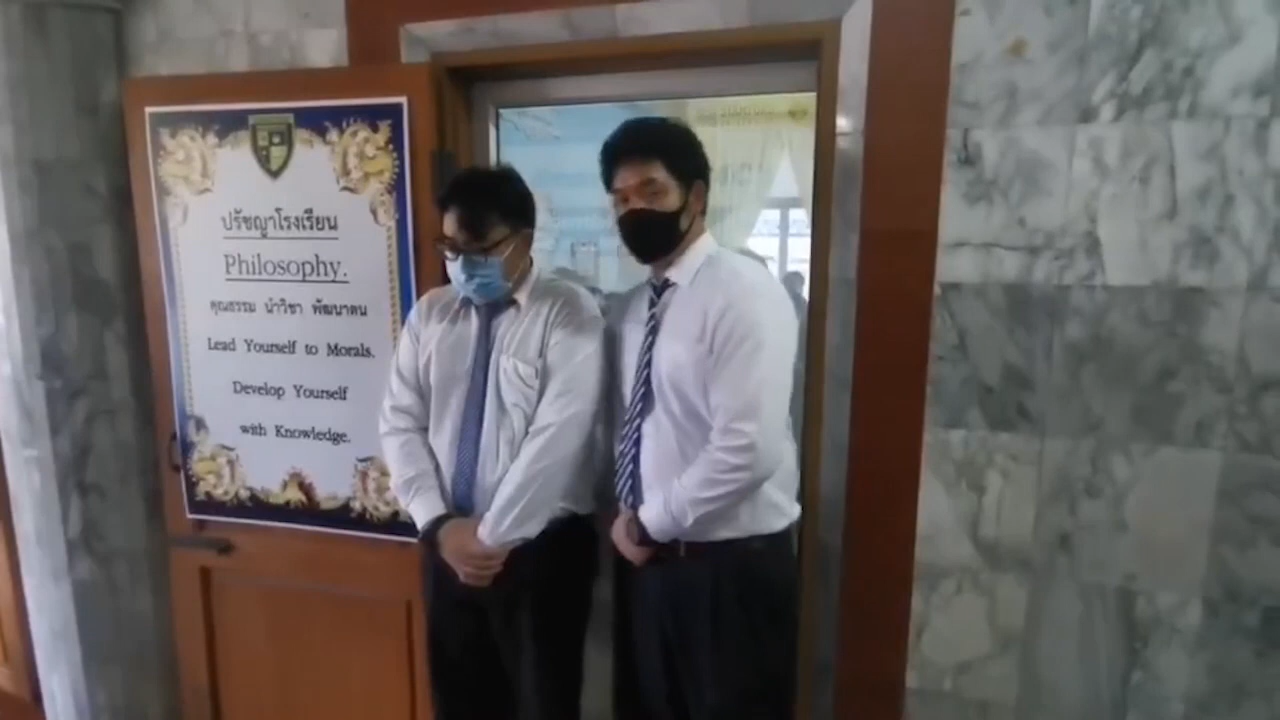 ปรัชญาโรงเรียน
Philosophy.
คุณธรรม นำวิชา พัฒนาตน
Lead Yourself to Morals.
Develop Yourself
with Knowledge.